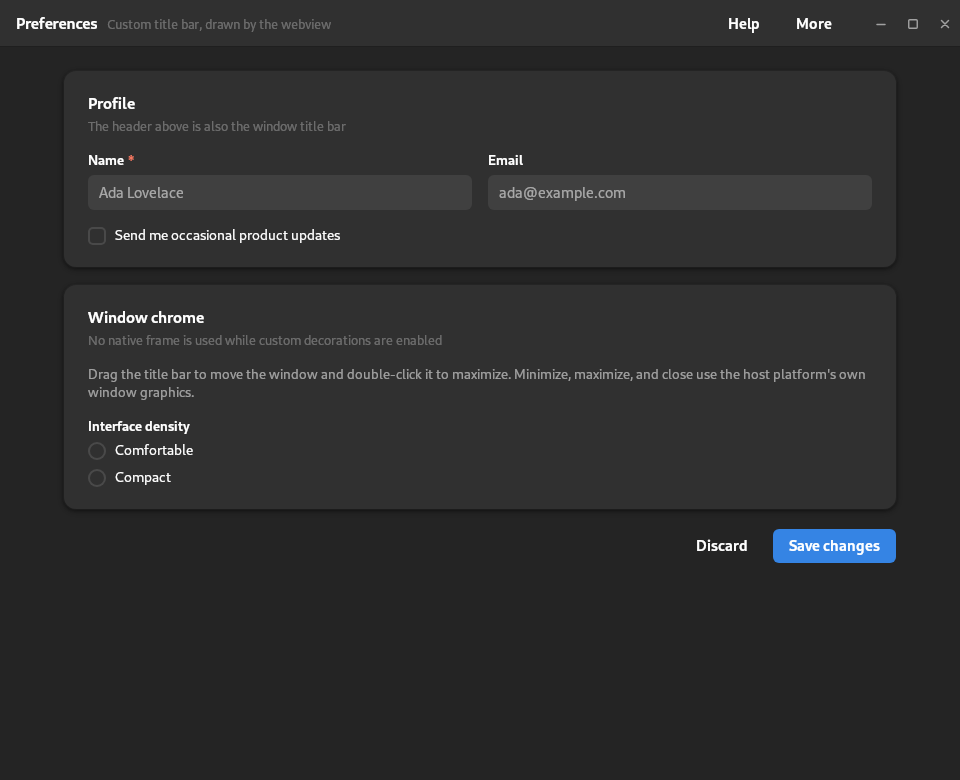 Preferences Custom title bar, drawn by the webview Help More
Profile
The header above is also the window title bar
Name * Email
Ada Lovelace ada@example.com
Send me occasional product updates
Window chrome
No native frame is used while custom decorations are enabled
Drag the title bar to move the window and double-click it to maximize. Minimize, maximize, and close use the host platform's own
window graphics.
Interface density
Comfortable
Compact
Discard Save changes